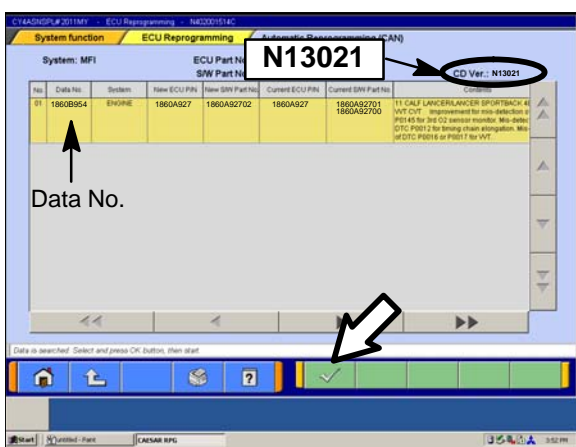 CY4ASNSPL# 2011MY - ECU Reprogramming - N402001514C
System function ECU Reprogramming Automatic Reprogramming (CAN)
System: MFI
ECU Part No
S/W Part No
N13021
CD Ver.: N13021
No. Data No. System New ECU P/N New S/W Part No. Current ECU P/N Current S/W Part No. Contents
01 1860B954 ENGINE 1860A927 1860A92702 1860A927 1860A92701
1860A92700
11 CALF LANCER/LANCER SPORTBACK 4B
VVT CVT Improvement for mis-detection o
P0145 for 3rd O2 sensor monitor. Mis-detec
DTC P0012 for timing chain elongation. Mis-
of DTC P0016 or P0017 for VVT.
Data No.
Data is searched. Select and press OK button, then start.
?
Start untitled - Paint CAESAR RPG 3:52 PM